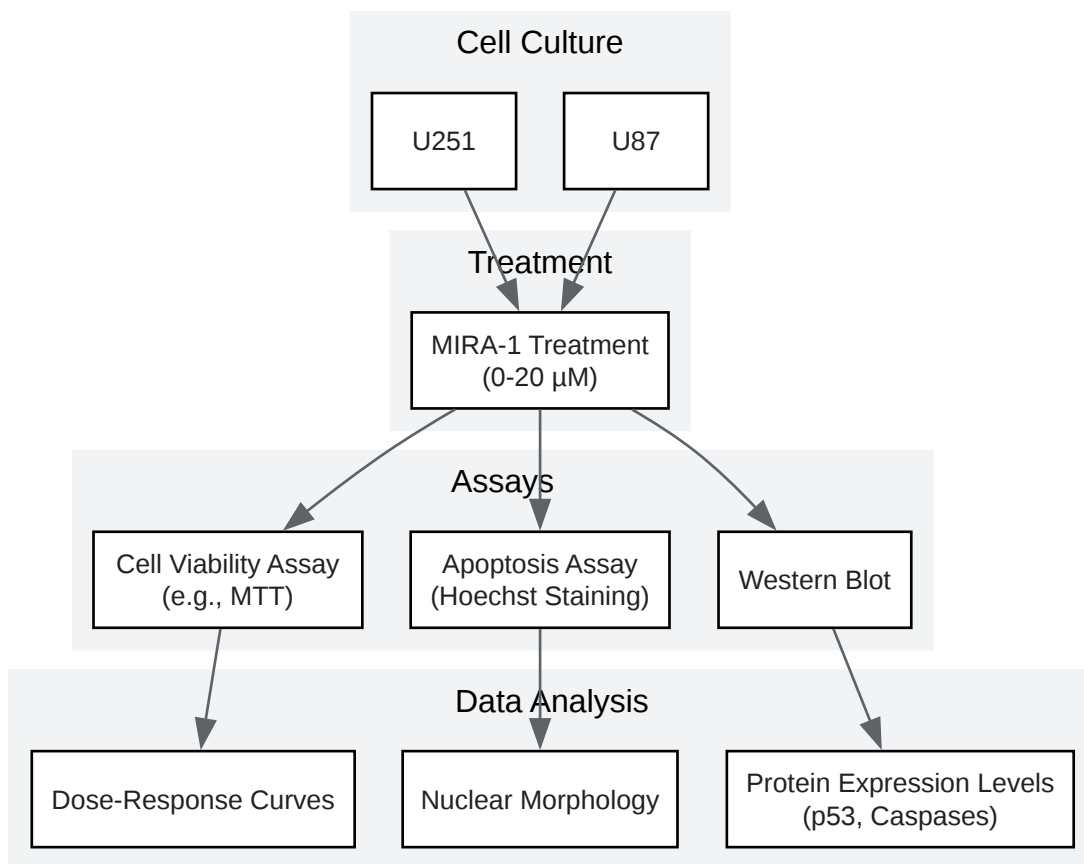 Cell Culture
U251
U87
Treatment
MIRA-1 Treatment
(0-20 µM)
Assays
Cell Viability Assay
(e.g., MTT)
Apoptosis Assay
(Hoechst Staining)
Western Blot
Data Analysis
Dose-Response Curves
Nuclear Morphology
Protein Expression Levels
(p53, Caspases)